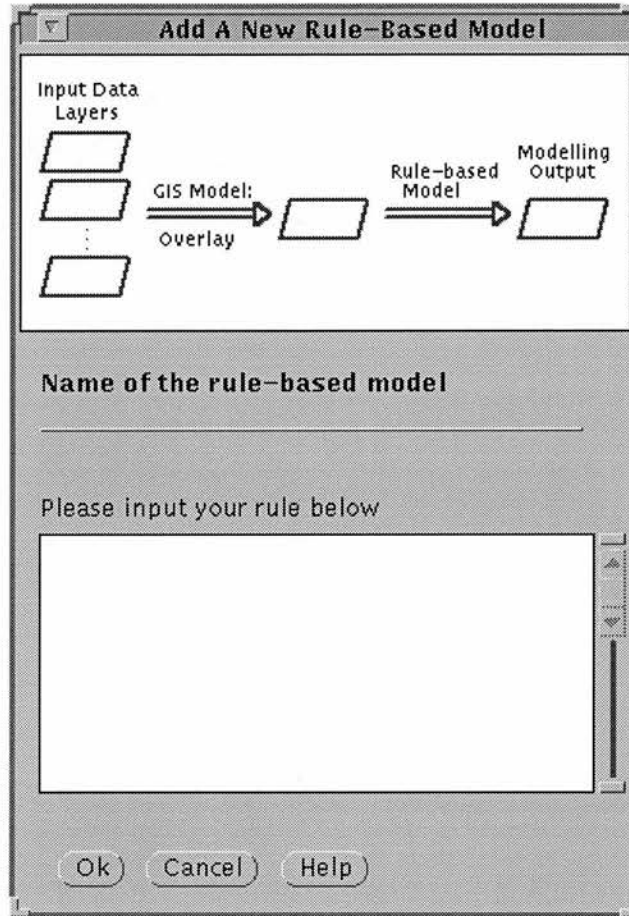 Add A New Rule-Based Model
Input Data
Layers
GIS Model:
Overlay
Rule-based
Model
Modelling
Output
Name of the rule-based model
Please input your rule below
Ok
Cancel
Help